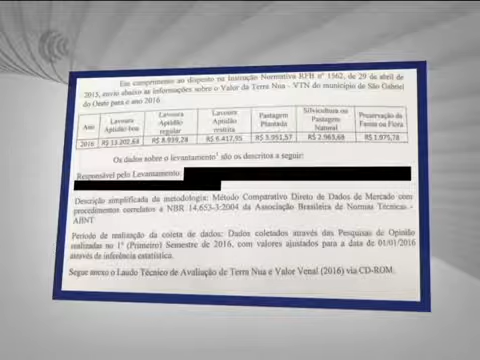 Em cumprimento ao disposto na Instrução Normativa RFB nº 1562, de 29 de abril de
2015, envio abaixo as informações sobre o Valor da Terra Nua - VTN do município de São Gabriel
do Oeste para o ano 2016.
Ano Lavoura Aptidão boa Lavoura Aptidão regular Lavoura Aptidão restrita Pastagem Plantada Silvicultura ou Pastagem Natural Preservação da Fauna ou Flora
2016 R$ 13.202,68 R$ 8.939,28 R$ 6.417,95 R$ 3.951,57 R$ 2.963,68 R$ 1.975,78
Os dados sobre o levantamento¹ são os descritos a seguir:
Responsável pelo Levantamento:
Descrição simplificada da metodologia: Método Comparativo Direto de Dados de Mercado com
procedimentos correlatos a NBR 14.653-3:2004 da Associação Brasileira de Normas Técnicas -
ABNT
Período de realização da coleta de dados: Dados coletados através das Pesquisas de Opinião
realizadas no 1º (Primeiro) Semestre de 2016, com valores ajustados para a data de 01/01/2016
através de inferência estatística.
Segue anexo o Laudo Técnico de Avaliação de Terra Nua e Valor Venal (2016) via CD-ROM.